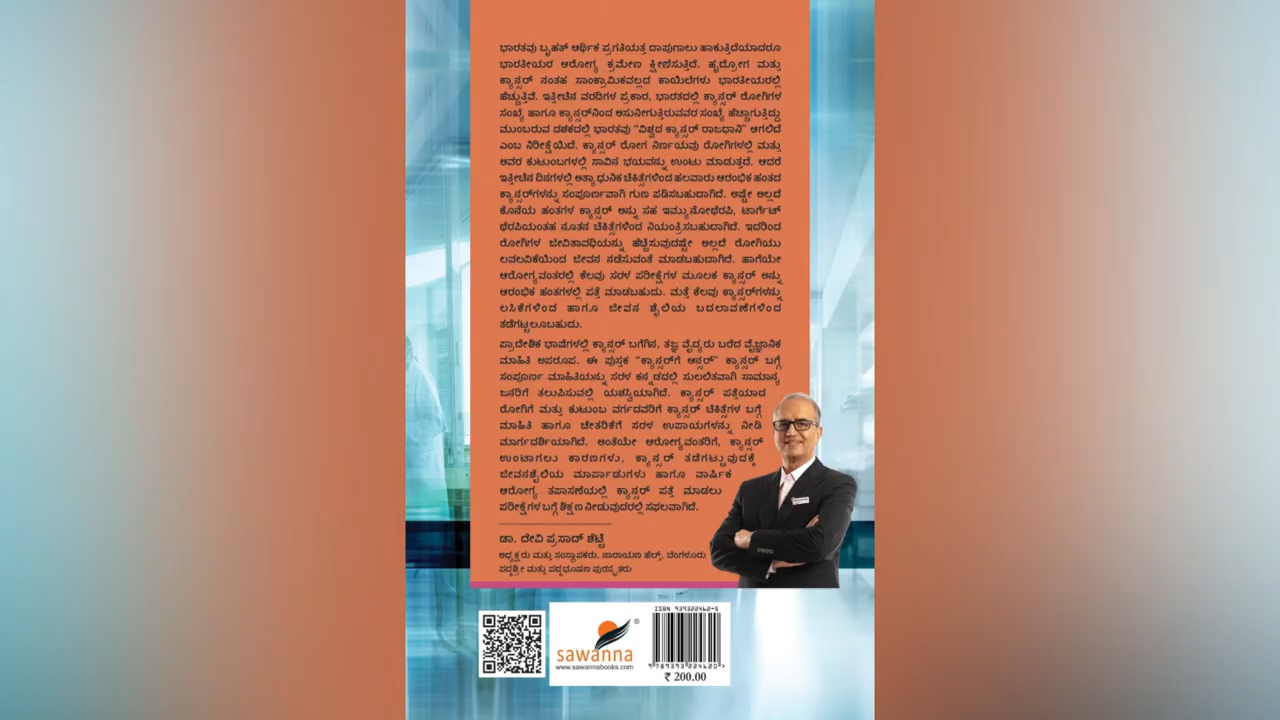 ಭಾರತವು ಬೃಹತ್ ಆರ್ಥಿಕ ಪ್ರಗತಿಯತ್ತ ದಾಪುಗಾಲು ಹಾಕುತ್ತಿದೆಯಾದರೂ
ಭಾರತೀಯರ ಆರೋಗ್ಯ ಕ್ರಮೇಣ ಕ್ಷೀಣಿಸುತ್ತಿದೆ. ಹೃದ್ರೋಗ ಮತ್ತು
ಕ್ಯಾನ್ಸರ್ ನಂತಹ ಸಾಂಕ್ರಾಮಿಕವಲ್ಲದ ಕಾಯಿಲೆಗಳು ಭಾರತೀಯರಲ್ಲಿ
ಹೆಚ್ಚುತ್ತಿವೆ. ಇತ್ತೀಚಿನ ವರದಿಗಳ ಪ್ರಕಾರ, ಭಾರತದಲ್ಲಿ ಕ್ಯಾನ್ಸರ್ ರೋಗಿಗಳ
ಸಂಖ್ಯೆ ಹಾಗೂ ಕ್ಯಾನ್ಸರ್‌ನಿಂದ ಅಸುನೀಗುತ್ತಿರುವವರ ಸಂಖ್ಯೆ ಹೆಚ್ಚಾಗುತ್ತಿದ್ದು
ಮುಂಬರುವ ದಶಕದಲ್ಲಿ ಭಾರತವು "ವಿಶ್ವದ ಕ್ಯಾನ್ಸರ್ ರಾಜಧಾನಿ" ಆಗಲಿದೆ
ಎಂಬ ನಿರೀಕ್ಷೆಯಿದೆ. ಕ್ಯಾನ್ಸರ್ ರೋಗ ನಿರ್ಣಯವು ರೋಗಿಗಳಲ್ಲಿ ಮತ್ತು
ಅವರ ಕುಟುಂಬಗಳಲ್ಲಿ ಸಾವಿನ ಭಯವನ್ನು ಉಂಟು ಮಾಡುತ್ತದೆ. ಆದರೆ
ಇತ್ತೀಚಿನ ದಿನಗಳಲ್ಲಿ ಅತ್ಯಾಧುನಿಕ ಚಿಕಿತ್ಸೆಗಳಿಂದ ಹಲವಾರು ಆರಂಭಿಕ ಹಂತದ
ಕ್ಯಾನ್ಸರ್‌ಗಳನ್ನು ಸಂಪೂರ್ಣವಾಗಿ ಗುಣ ಪಡಿಸಬಹುದಾಗಿದೆ. ಅಷ್ಟೇ ಅಲ್ಲದೆ
ಕೊನೆಯ ಹಂತಗಳ ಕ್ಯಾನ್ಸರ್ ಅನ್ನು ಸಹ ಇಮ್ಯುನೋಥೆರಪಿ, ಟಾರ್ಗೆಟ್
ಥೆರಪಿಯಂತಹ ನೂತನ ಚಿಕಿತ್ಸೆಗಳಿಂದ ನಿಯಂತ್ರಿಸಬಹುದಾಗಿದೆ. ಇದರಿಂದ
ರೋಗಿಗಳ ಜೀವಿತಾವಧಿಯನ್ನು ಹೆಚ್ಚಿಸುವುದಷ್ಟೇ ಅಲ್ಲದೆ ರೋಗಿಯು
ಲವಲವಿಕೆಯಿಂದ ಜೀವನ ನಡೆಸುವಂತೆ ಮಾಡಬಹುದಾಗಿದೆ. ಹಾಗೆಯೇ
ಆರೋಗ್ಯವಂತರಲ್ಲಿ ಕೆಲವು ಸರಳ ಪರೀಕ್ಷೆಗಳ ಮೂಲಕ ಕ್ಯಾನ್ಸರ್ ಅನ್ನು
ಆರಂಭಿಕ ಹಂತಗಳಲ್ಲಿ ಪತ್ತೆ ಮಾಡಬಹುದು. ಮತ್ತೆ ಕೆಲವು ಕ್ಯಾನ್ಸರ್‌ಗಳನ್ನು
ಲಸಿಕೆಗಳಿಂದ ಹಾಗೂ ಜೀವನ ಶೈಲಿಯ ಬದಲಾವಣೆಗಳಿಂದ
ತಡೆಗಟ್ಟಲೂಬಹುದು.
ಪ್ರಾದೇಶಿಕ ಭಾಷೆಗಳಲ್ಲಿ ಕ್ಯಾನ್ಸರ್ ಬಗೆಗಿನ, ತಜ್ಞ ವೈದ್ಯರು ಬರೆದ ವೈಜ್ಞಾನಿಕ
ಮಾಹಿತಿ ಅಪರೂಪ. ಈ ಪುಸ್ತಕ "ಕ್ಯಾನ್ಸರ್‌ಗೆ ಆನ್ಸರ್" ಕ್ಯಾನ್ಸರ್ ಬಗ್ಗೆ
ಸಂಪೂರ್ಣ ಮಾಹಿತಿಯನ್ನು ಸರಳ ಕನ್ನಡದಲ್ಲಿ ಸುಲಲಿತವಾಗಿ ಸಾಮಾನ್ಯ
ಜನರಿಗೆ ತಲುಪಿಸುವಲ್ಲಿ ಯಶಸ್ವಿಯಾಗಿದೆ. ಕ್ಯಾನ್ಸರ್ ಪತ್ತೆಯಾದ
ರೋಗಿಗೆ ಮತ್ತು ಕುಟುಂಬ ವರ್ಗದವರಿಗೆ ಕ್ಯಾನ್ಸರ್ ಚಿಕಿತ್ಸೆಗಳ ಬಗ್ಗೆ
ಮಾಹಿತಿ ಹಾಗೂ ಚೇತರಿಕೆಗೆ ಸರಳ ಉಪಾಯಗಳನ್ನು ನೀಡಿ
ಮಾರ್ಗದರ್ಶಿಯಾಗಿದೆ. ಅಂತೆಯೇ ಆರೋಗ್ಯವಂತರಿಗೆ, ಕ್ಯಾನ್ಸರ್
ಉಂಟಾಗಲು ಕಾರಣಗಳು, ಕ್ಯಾನ್ಸರ್ ತಡೆಗಟ್ಟುವುದಕ್ಕೆ
ಜೀವನಶೈಲಿಯ ಮಾರ್ಪಾಡುಗಳು ಹಾಗೂ ವಾರ್ಷಿಕ
ಆರೋಗ್ಯ ತಪಾಸಣೆಯಲ್ಲಿ ಕ್ಯಾನ್ಸರ್ ಪತ್ತೆ ಮಾಡಲು
ಪರೀಕ್ಷೆಗಳ ಬಗ್ಗೆ ಶಿಕ್ಷಣ ನೀಡುವುದರಲ್ಲಿ ಸಫಲವಾಗಿದೆ.
ಡಾ. ದೇವಿ ಪ್ರಸಾದ್ ಶೆಟ್ಟಿ
ಅಧ್ಯಕ್ಷರು ಮತ್ತು ಸಂಸ್ಥಾಪಕರು, ನಾರಾಯಣ ಹೆಲ್ತ್, ಬೆಂಗಳೂರು
ಪದ್ಮಶ್ರೀ ಮತ್ತು ಪದ್ಮಭೂಷಣ ಪುರಸ್ಕೃತರು
sawanna ®
www.sawannabooks.com
ISBN 939322462-5
9 789393 224620 >
₹ 200.00